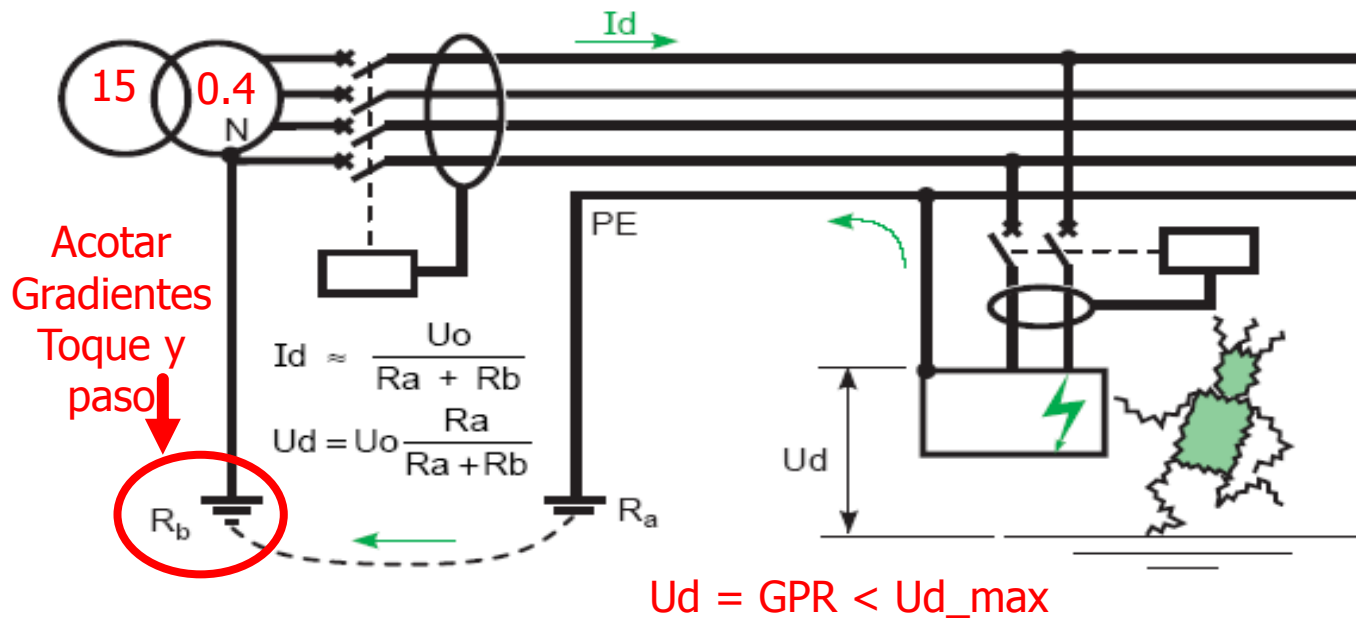 Id
15
0.4
N
PE
Acotar
Gradientes
Toque y
paso
Id ≈ Uo / (Ra + Rb)
Ud = Uo Ra / (Ra + Rb)
Ud
Rb
Ra
Ud = GPR < Ud_max